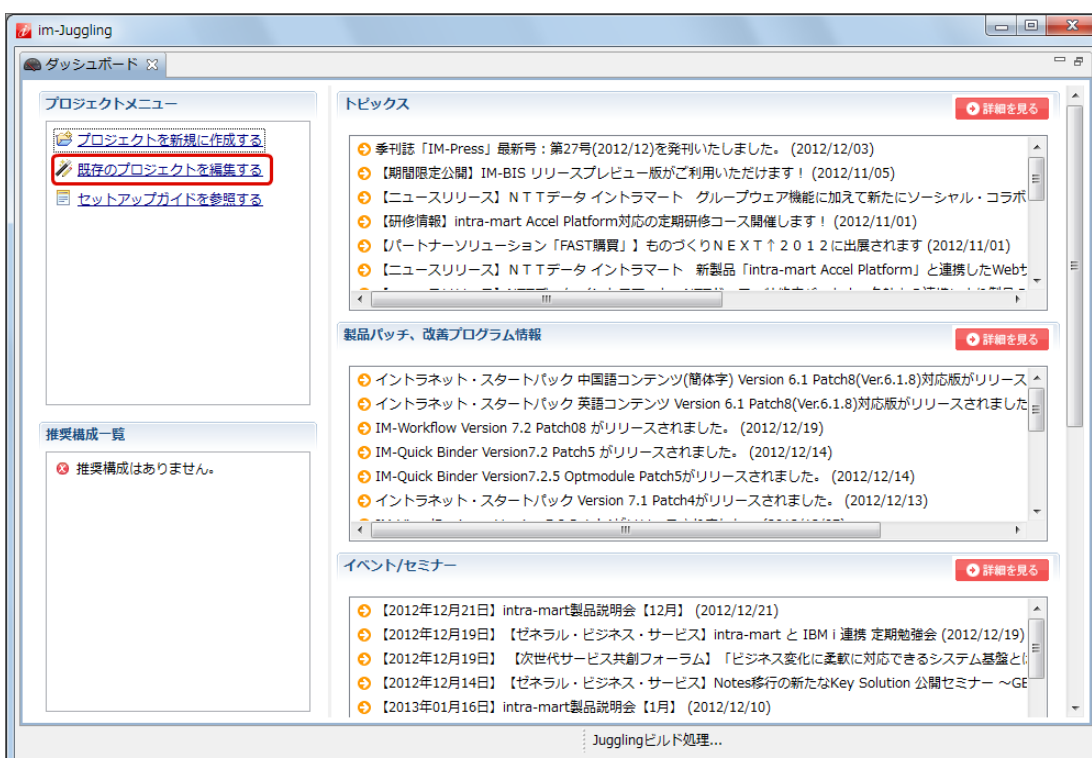 im-Juggling
ダッシュボード
プロジェクトメニュー
プロジェクトを新規に作成する
既存のプロジェクトを編集する
セットアップガイドを参照する
推奨構成一覧
推奨構成はありません。
トピックス
詳細を見る
季刊誌「IM-Press」最新号：第27号(2012/12)を発刊いたしました。 (2012/12/03)
【期間限定公開】IM-BIS リリースプレビュー版がご利用いただけます！ (2012/11/05)
【ニュースリリース】ＮＴＴデータ イントラマート　グループウェア機能に加えて新たにソーシャル・コラボ
【研修情報】intra-mart Accel Platform対応の定期研修コース開催します！ (2012/11/01)
【パートナーソリューション「FAST購買」】ものづくりＮＥＸＴ↑２０１２に出展されます (2012/11/01)
【ニュースリリース】ＮＴＴデータ イントラマート　新製品「intra-mart Accel Platform」と連携したWebサ
製品パッチ、改善プログラム情報
詳細を見る
イントラネット・スタートパック 中国語コンテンツ(簡体字) Version 6.1 Patch8(Ver.6.1.8)対応版がリリース
イントラネット・スタートパック 英語コンテンツ Version 6.1 Patch8(Ver.6.1.8)対応版がリリースされました
IM-Workflow Version 7.2 Patch08 がリリースされました。 (2012/12/19)
IM-Quick Binder Version7.2 Patch5 がリリースされました。 (2012/12/14)
IM-Quick Binder Version7.2.5 Optmodule Patch5がリリースされました。 (2012/12/14)
イントラネット・スタートパック Version 7.1 Patch4がリリースされました。 (2012/12/13)
イベント/セミナー
詳細を見る
【2012年12月21日】intra-mart製品説明会【12月】 (2012/12/21)
【2012年12月19日】【ゼネラル・ビジネス・サービス】intra-mart と IBM i 連携 定期勉強会 (2012/12/19)
【2012年12月19日】 【次世代サービス共創フォーラム】「ビジネス変化に柔軟に対応できるシステム基盤とは
【2012年12月14日】【ゼネラル・ビジネス・サービス】Notes移行の新たなKey Solution 公開セミナー ～GE
【2013年01月16日】intra-mart製品説明会【1月】 (2012/12/10)
Jugglingビルド処理...